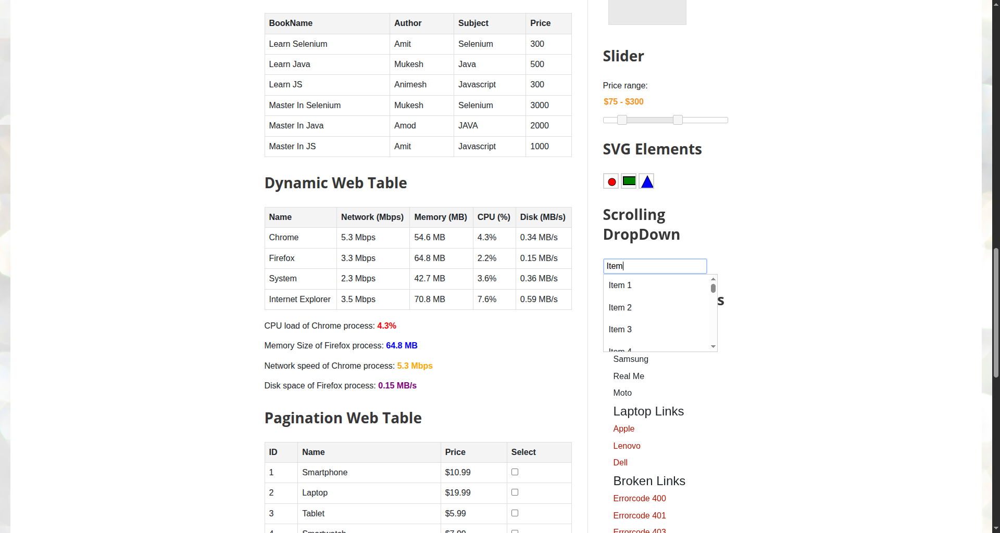 BookName Author Subject Price
Learn Selenium Amit Selenium 300
Learn Java Mukesh Java 500
Learn JS Animesh Javascript 300
Master In Selenium Mukesh Selenium 3000
Master In Java Amod JAVA 2000
Master In JS Amit Javascript 1000
Dynamic Web Table
Name Network (Mbps) Memory (MB) CPU (%) Disk (MB/s)
Chrome 5.3 Mbps 54.6 MB 4.3% 0.34 MB/s
Firefox 3.3 Mbps 64.8 MB 2.2% 0.15 MB/s
System 2.3 Mbps 42.7 MB 3.6% 0.36 MB/s
Internet Explorer 3.5 Mbps 70.8 MB 7.6% 0.59 MB/s
CPU load of Chrome process: 4.3%
Memory Size of Firefox process: 64.8 MB
Network speed of Chrome process: 5.3 Mbps
Disk space of Firefox process: 0.15 MB/s
Pagination Web Table
ID Name Price Select
1 Smartphone $10.99
2 Laptop $19.99
3 Tablet $5.99
4 Smartwatch $7.99
Slider
Price range:
$75 - $300
SVG Elements
Scrolling
DropDown
Item
Item 1
Item 2
Item 3
Item 4
s
Samsung
Real Me
Moto
Laptop Links
Apple
Lenovo
Dell
Broken Links
Errorcode 400
Errorcode 401
Errorcode 403